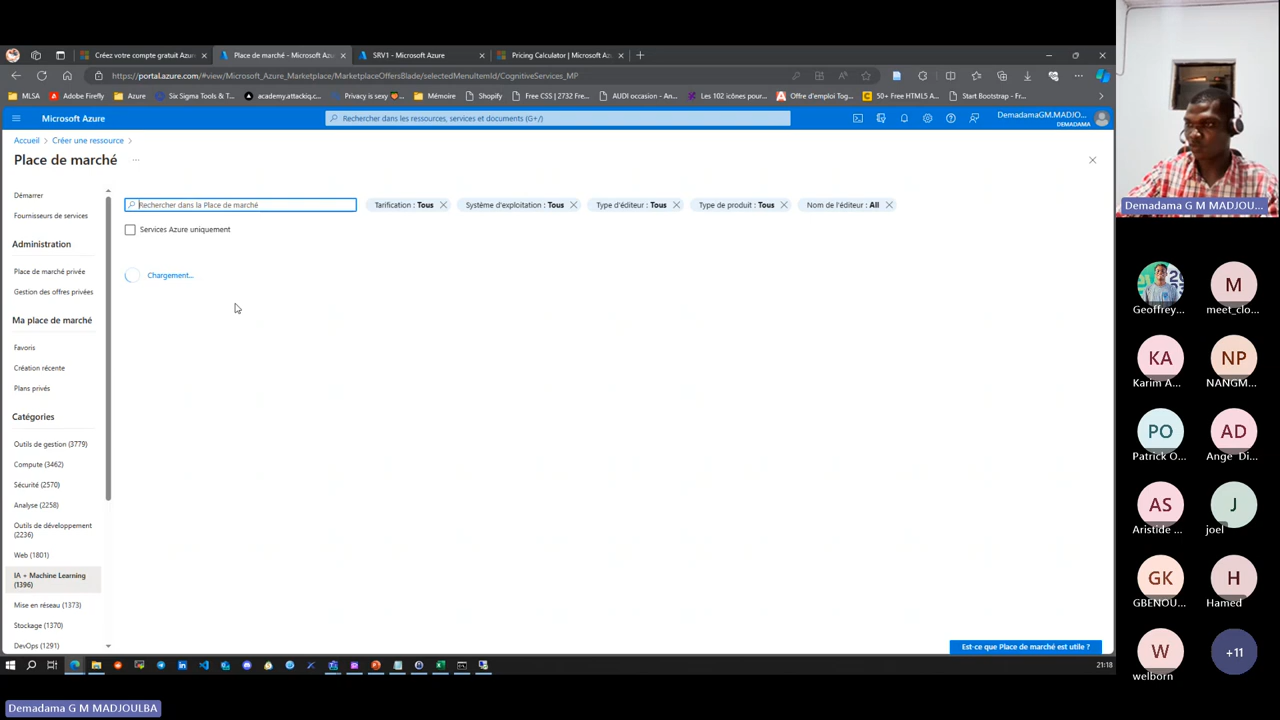 Créez votre compte gratuit Azure
Place de marché - Microsoft Azu
SRV1 - Microsoft Azure
Pricing Calculator | Microsoft Az
https://portal.azure.com/#view/Microsoft_Azure_Marketplace/MarketplaceOffersBlade/selectedMenuItemId/CognitiveServices_MP
MLSA
Adobe Firefly
Azure
Six Sigma Tools & T...
academy.attackiq.c...
Privacy is sexy
Mémoire
Shopify
Free CSS | 2732 Fre...
AUDI occasion - An...
Les 102 icônes pour...
Offre d'emploi Tog...
50+ Free HTML5 A...
Start Bootstrap - Fr...
Microsoft Azure
Rechercher dans les ressources, services et documents (G+/)
DemadamaGM.MADJO...
DEMADAMA
Accueil > Créer une ressource >
Place de marché ...
Démarrer
Fournisseurs de services
Administration
Place de marché privée
Gestion des offres privées
Ma place de marché
Favoris
Création récente
Plans privés
Catégories
Outils de gestion (3779)
Compute (3462)
Sécurité (2570)
Analyse (2258)
Outils de développement
(2236)
Web (1801)
IA + Machine Learning
(1396)
Mise en réseau (1373)
Stockage (1370)
DevOps (1291)
Rechercher dans la Place de marché
Tarification : Tous
Système d'exploitation : Tous
Type d'éditeur : Tous
Type de produit : Tous
Nom de l'éditeur : All
Services Azure uniquement
Chargement...
Est-ce que Place de marché est utile ?
21:18
Demadama G M MADJOU...
Geoffrey...
M
meet_clo...
KA
Karim A...
NP
NANGM...
PO
Patrick O...
AD
Ange Di...
AS
Aristide ...
J
joel
GK
GBENOU...
H
Hamed
W
welborn
+11
Demadama G M MADJOULBA